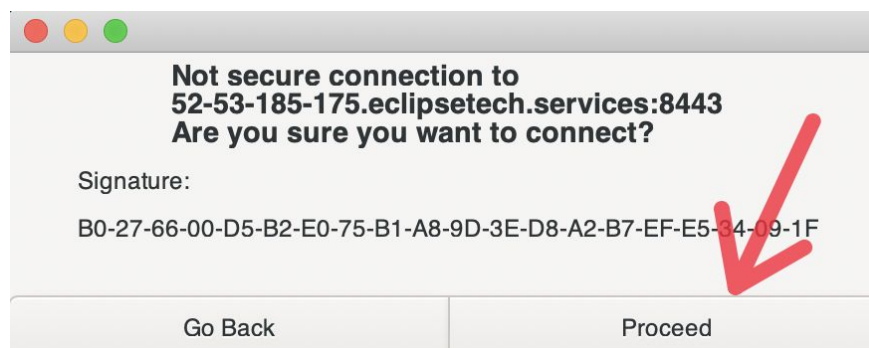 Not secure connection to
52-53-185-175.eclipsetech.services:8443
Are you sure you want to connect?
Signature:
B0-27-66-00-D5-B2-E0-75-B1-A8-9D-3E-D8-A2-B7-EF-E5-34-09-1F
Go Back
Proceed